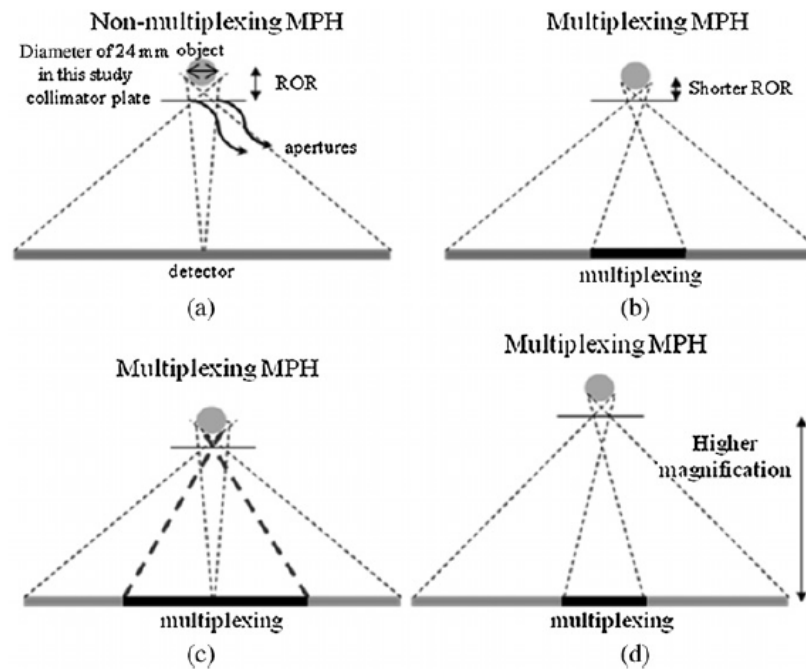 Non-multiplexing MPH
Diameter of 24 mm object
in this study
collimator plate
ROR
apertures
detector
(a)
Multiplexing MPH
Shorter ROR
multiplexing
(b)
Multiplexing MPH
multiplexing
(c)
Multiplexing MPH
Higher
magnification
multiplexing
(d)